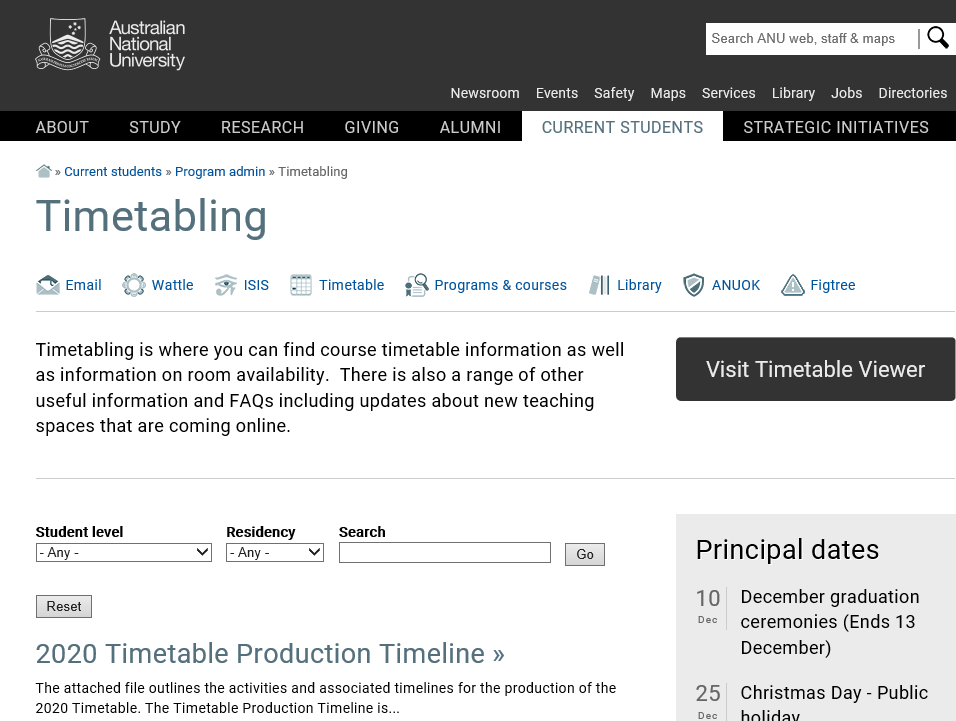 Australian
National
University
Search ANU web, staff & maps
Newsroom Events Safety Maps Services Library Jobs Directories
ABOUT STUDY RESEARCH GIVING ALUMNI CURRENT STUDENTS STRATEGIC INITIATIVES
» Current students » Program admin » Timetabling
Timetabling
Email Wattle ISIS Timetable Programs & courses Library ANUOK Figtree
Timetabling is where you can find course timetable information as well
as information on room availability.  There is also a range of other
useful information and FAQs including updates about new teaching
spaces that are coming online.
Visit Timetable Viewer
Student level Residency Search
- Any - - Any - Go
Reset
2020 Timetable Production Timeline »
The attached file outlines the activities and associated timelines for the production of the
2020 Timetable. The Timetable Production Timeline is...
Principal dates
10 December graduation
Dec ceremonies (Ends 13
December)
25 Christmas Day - Public
Dec holiday